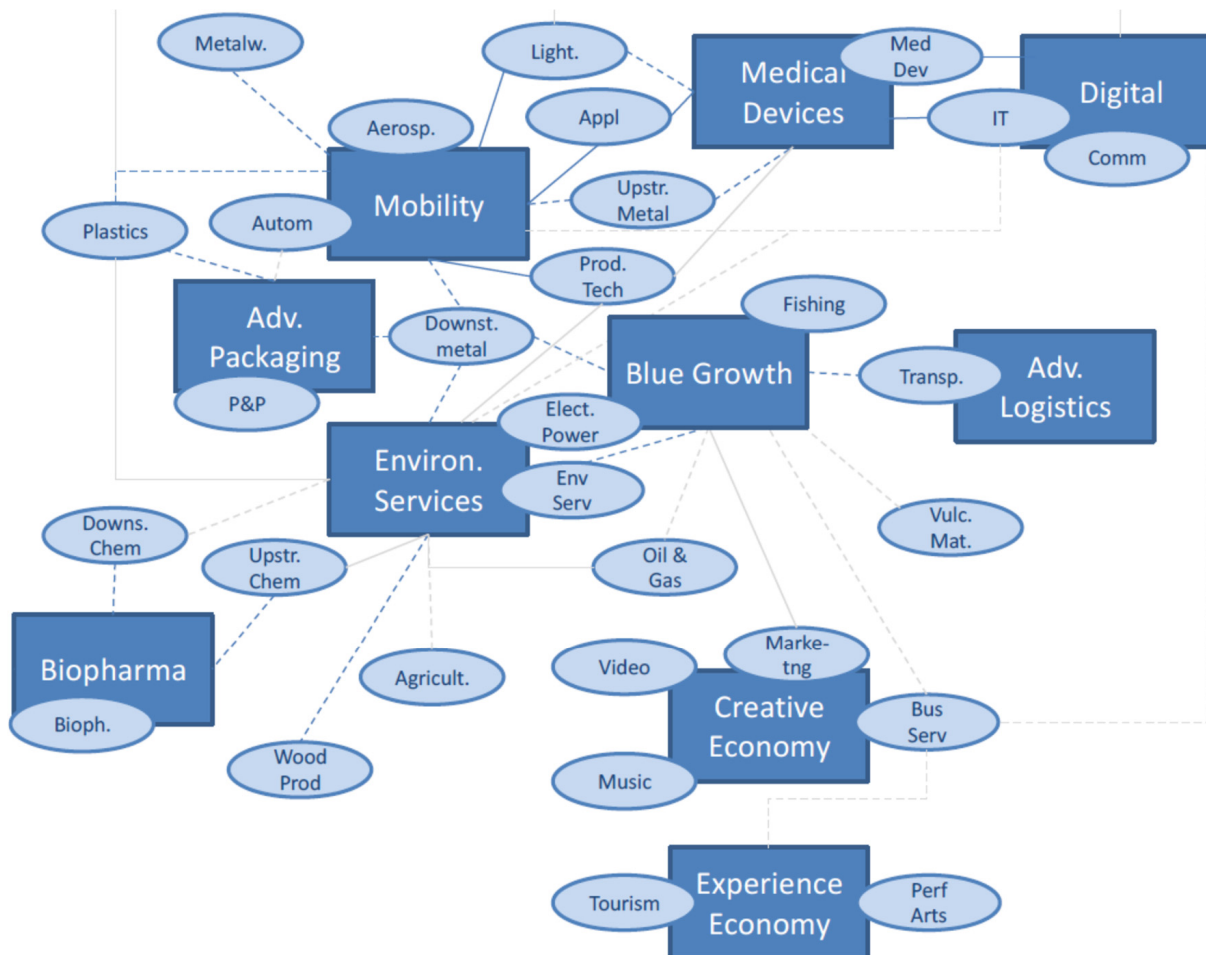 Metalw.
Light.
Medical
Devices
Med
Dev
Digital
Aerosp.
Appl
IT
Comm
Mobility
Upstr.
Metal
Plastics
Autom
Prod.
Tech
Fishing
Adv.
Packaging
Downst.
metal
Blue Growth
Transp.
Adv.
Logistics
P&P
Elect.
Power
Environ.
Services
Env
Serv
Downs.
Chem
Upstr.
Chem
Oil &
Gas
Vulc.
Mat.
Biopharma
Bioph.
Agricult.
Video
Marke-
tng
Creative
Economy
Bus
Serv
Wood
Prod
Music
Tourism
Experience
Economy
Perf
Arts